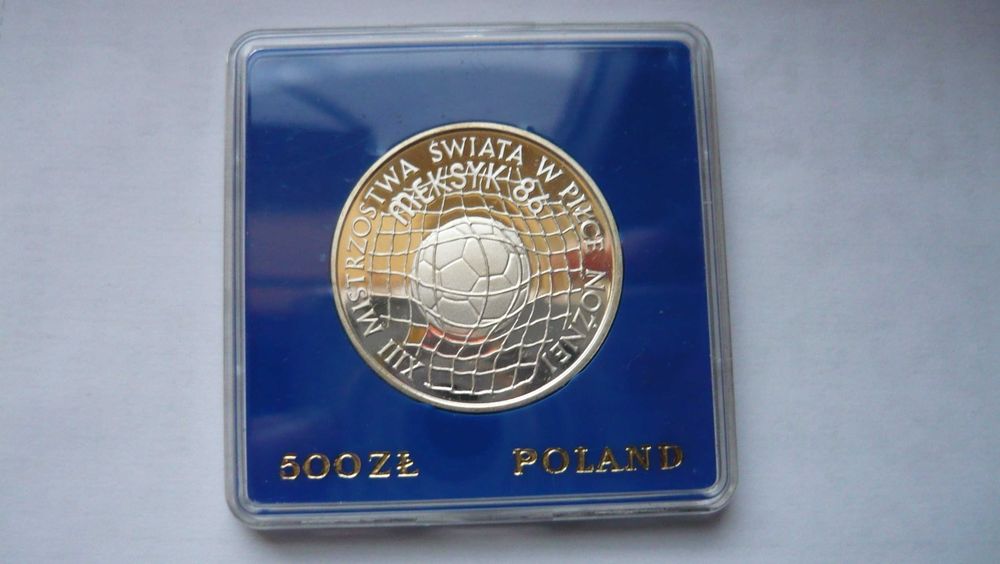 XIII MISTRZOSTWA ŚWIATA W PIŁCE NOŻNEJ
MEKSYK 86
500 ZŁ POLAND